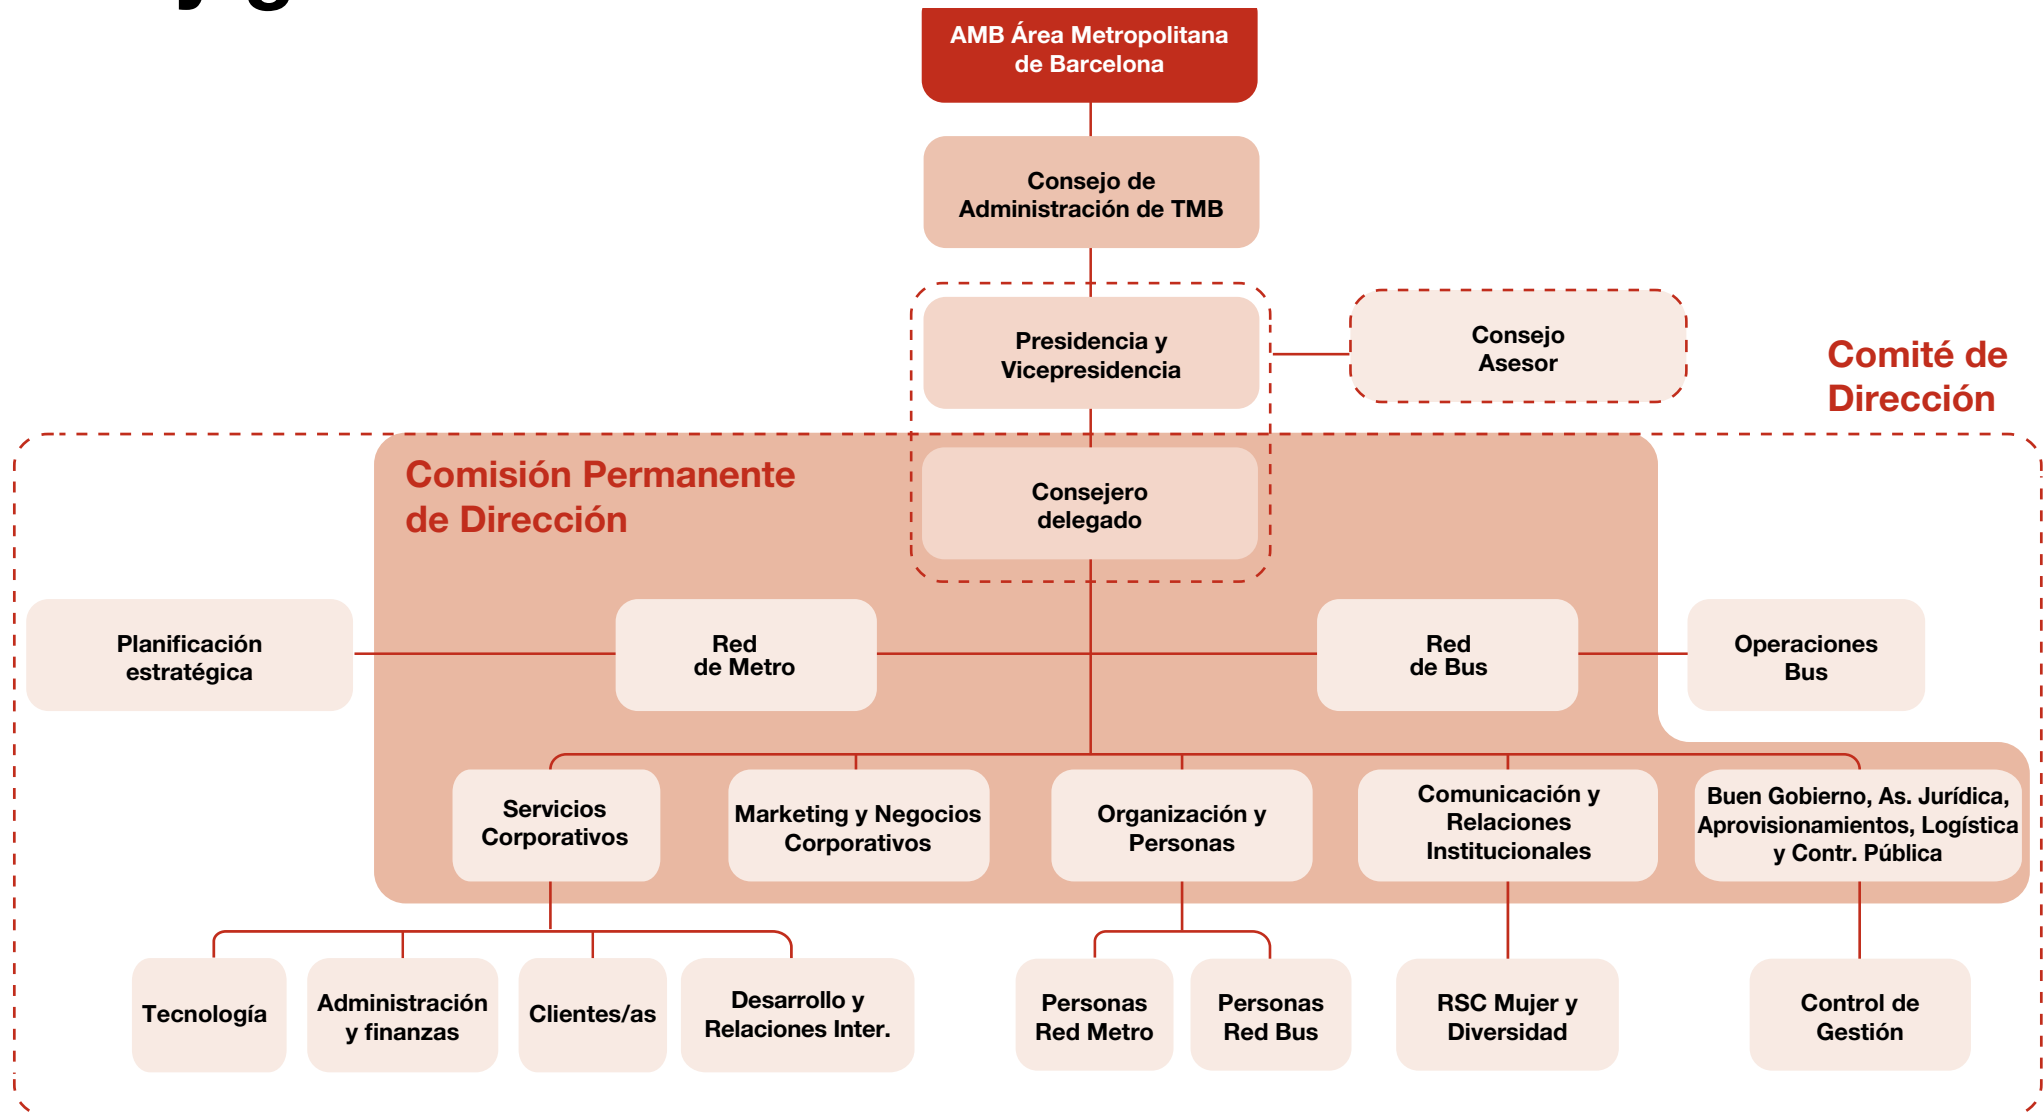 AMB Área Metropolitana
de Barcelona
Consejo de
Administración de TMB
Presidencia y
Vicepresidencia
Consejo
Asesor
Comité de
Dirección
Comisión Permanente
de Dirección
Consejero
delegado
Planificación
estratégica
Red
de Metro
Red
de Bus
Operaciones
Bus
Servicios
Corporativos
Marketing y Negocios
Corporativos
Organización y
Personas
Comunicación y
Relaciones
Institucionales
Buen Gobierno, As. Jurídica,
Aprovisionamientos, Logística
y Contr. Pública
Tecnología
Administración
y finanzas
Clientes/as
Desarrollo y
Relaciones Inter.
Personas
Red Metro
Personas
Red Bus
RSC Mujer y
Diversidad
Control de
Gestión